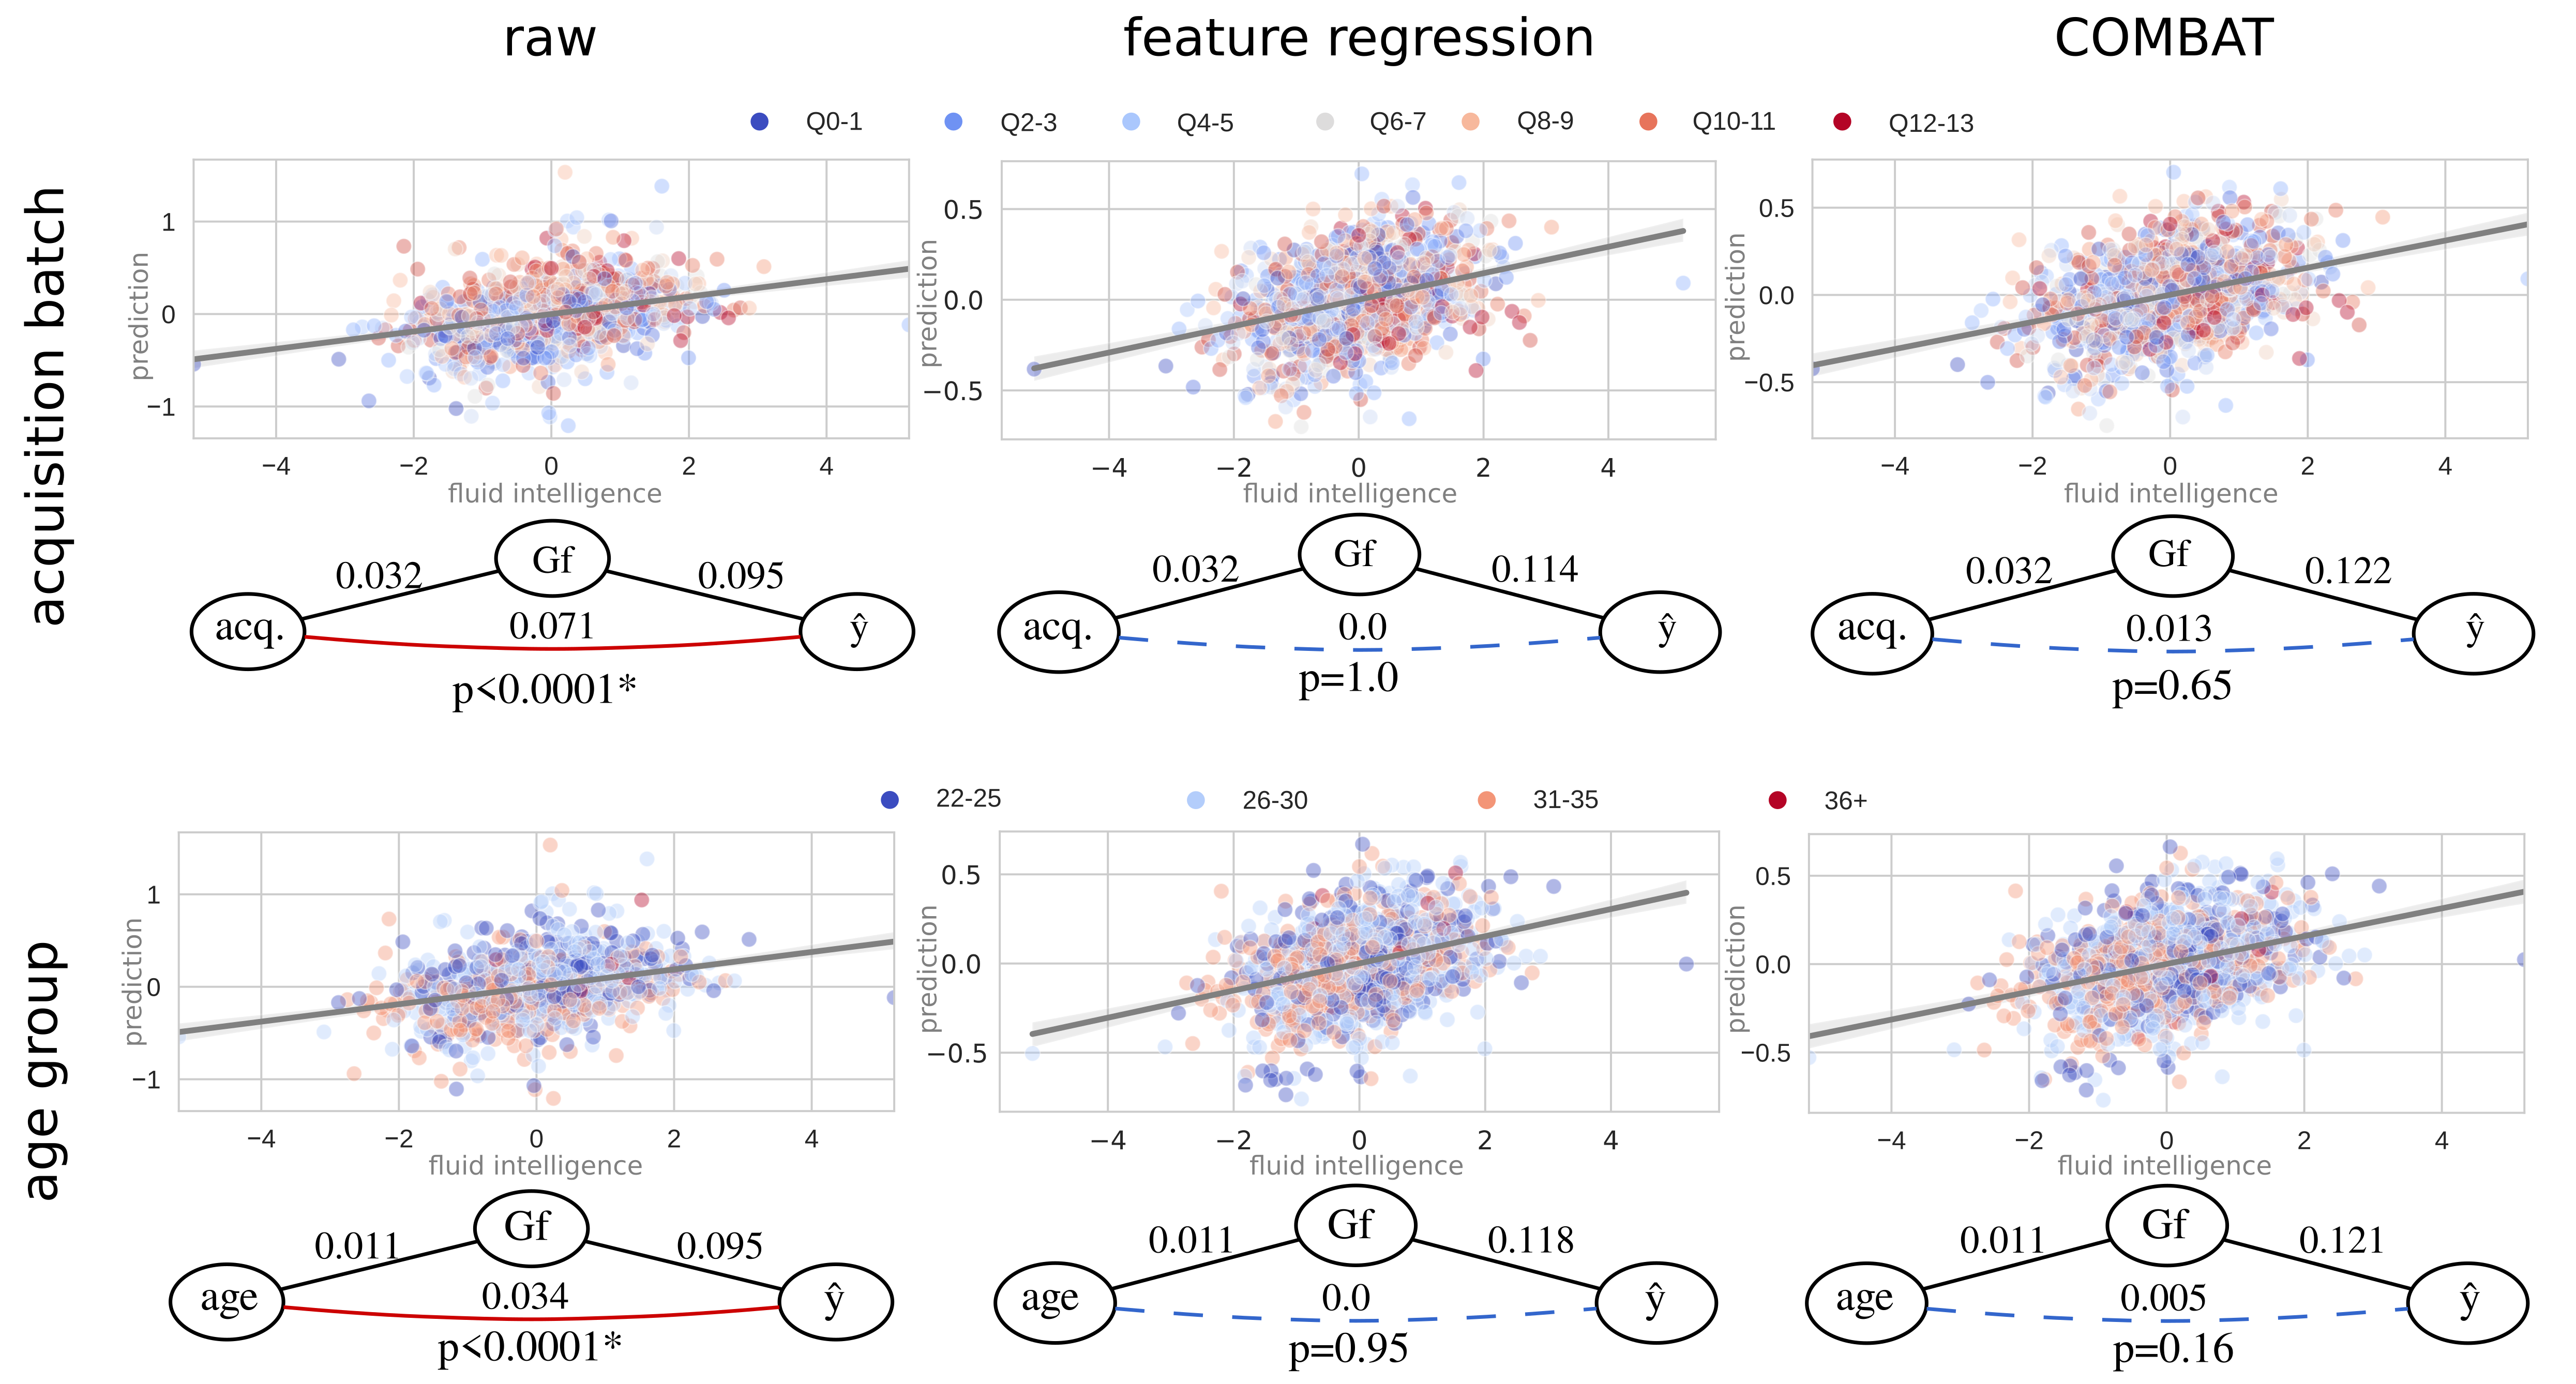 raw feature regression COMBAT
Q0-1 Q2-3 Q4-5 Q6-7 Q8-9 Q10-11 Q12-13
acquisition batch
prediction
1
0
−1
−4 −2 0 2 4
fluid intelligence
prediction
0.5
0.0
−0.5
−4 −2 0 2 4
fluid intelligence
prediction
0.5
0.0
−0.5
−4 −2 0 2 4
fluid intelligence
Gf
0.032 0.095
acq. 0.071 ŷ
p<0.0001*
Gf
0.032 0.114
acq. 0.0 ŷ
p=1.0
Gf
0.032 0.122
acq. 0.013 ŷ
p=0.65
22-25 26-30 31-35 36+
age group
prediction
1
0
−1
−4 −2 0 2 4
fluid intelligence
prediction
0.5
0.0
−0.5
−4 −2 0 2 4
fluid intelligence
prediction
0.5
0.0
−0.5
−4 −2 0 2 4
fluid intelligence
Gf
0.011 0.095
age 0.034 ŷ
p<0.0001*
Gf
0.011 0.118
age 0.0 ŷ
p=0.95
Gf
0.011 0.121
age 0.005 ŷ
p=0.16